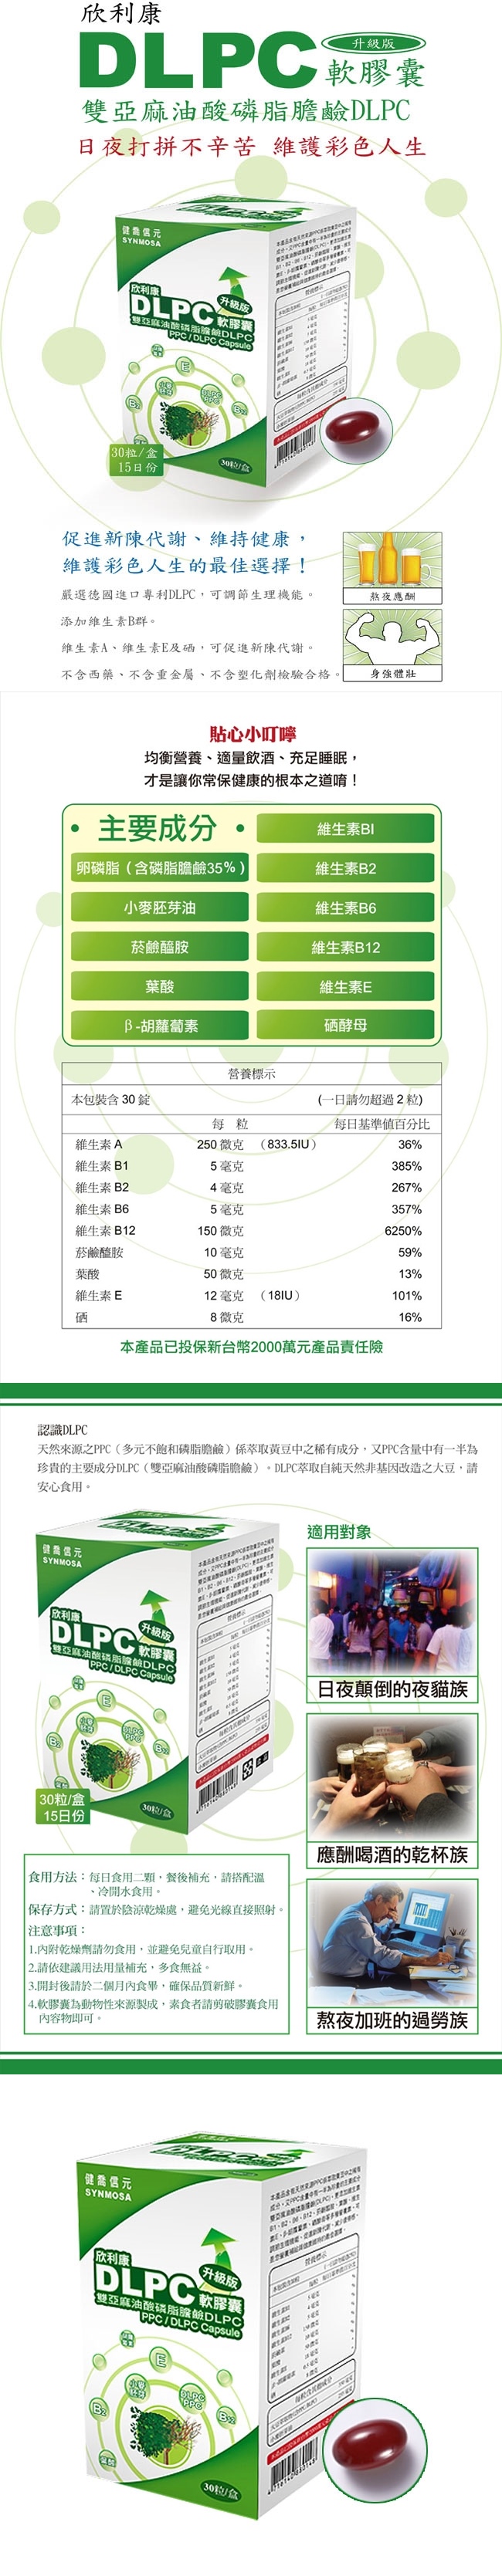 欣利康
DLPC
升級版
軟膠囊
雙亞麻油酸磷脂膽鹼DLPC
日夜打拼不辛苦 維護彩色人生
健喬信元
SYNMOSA
欣利康
DLPC
升級版
軟膠囊
雙亞麻油酸磷脂膽鹼DLPC
PPC / DLPC Capsule
E
B2
DLPC
PPC
B12
30粒/盒
30粒/盒
15日份
促進新陳代謝、維持健康，
維護彩色人生的最佳選擇！
嚴選德國進口專利DLPC，可調節生理機能。
添加維生素B群。
維生素A、維生素E及硒，可促進新陳代謝。
不含西藥、不含重金屬、不含塑化劑檢驗合格。
熬夜應酬
身強體壯
貼心小叮嚀
均衡營養、適量飲酒、充足睡眠，
才是讓你常保健康的根本之道唷！
• 主要成分 •
維生素BI
卵磷脂（含磷脂膽鹼35%）
維生素B2
小麥胚芽油
維生素B6
菸鹼醯胺
維生素B12
葉酸
維生素E
β-胡蘿蔔素
硒酵母
營養標示
本包裝含 30 錠 (一日請勿超過 2 粒)
每 粒 每日基準值百分比
維生素 A 250 微克 （833.5IU） 36%
維生素 B1 5 毫克 385%
維生素 B2 4 毫克 267%
維生素 B6 5 毫克 357%
維生素 B12 150 微克 6250%
菸鹼醯胺 10 毫克 59%
葉酸 50 微克 13%
維生素 E 12 毫克 （18IU） 101%
硒 8 微克 16%
本產品已投保新台幣2000萬元產品責任險
認識DLPC
天然來源之PPC（多元不飽和磷脂膽鹼）係萃取黃豆中之稀有成分，又PPC含量中有一半為
珍貴的主要成分DLPC（雙亞麻油酸磷脂膽鹼）。DLPC萃取自純天然非基因改造之大豆，請
安心食用。
健喬信元
SYNMOSA
欣利康
DLPC
升級版
軟膠囊
雙亞麻油酸磷脂膽鹼DLPC
PPC / DLPC Capsule
E
B2
DLPC
PPC
B12
30粒/盒
30粒/盒
15日份
適用對象
日夜顛倒的夜貓族
應酬喝酒的乾杯族
熬夜加班的過勞族
食用方法：每日食用二顆，餐後補充，請搭配溫
、冷開水食用。
保存方式：請置於陰涼乾燥處，避免光線直接照射。
注意事項：
1.內附乾燥劑請勿食用，並避免兒童自行取用。
2.請依建議用法用量補充，多食無益。
3.開封後請於二個月內食畢，確保品質新鮮。
4.軟膠囊為動物性來源製成，素食者請剪破膠囊食用
內容物即可。
健喬信元
SYNMOSA
欣利康
DLPC
升級版
軟膠囊
雙亞麻油酸磷脂膽鹼DLPC
PPC / DLPC Capsule
E
小麥
胚芽
B2
DLPC
PPC
B12
葉酸
30粒/盒
營養標示